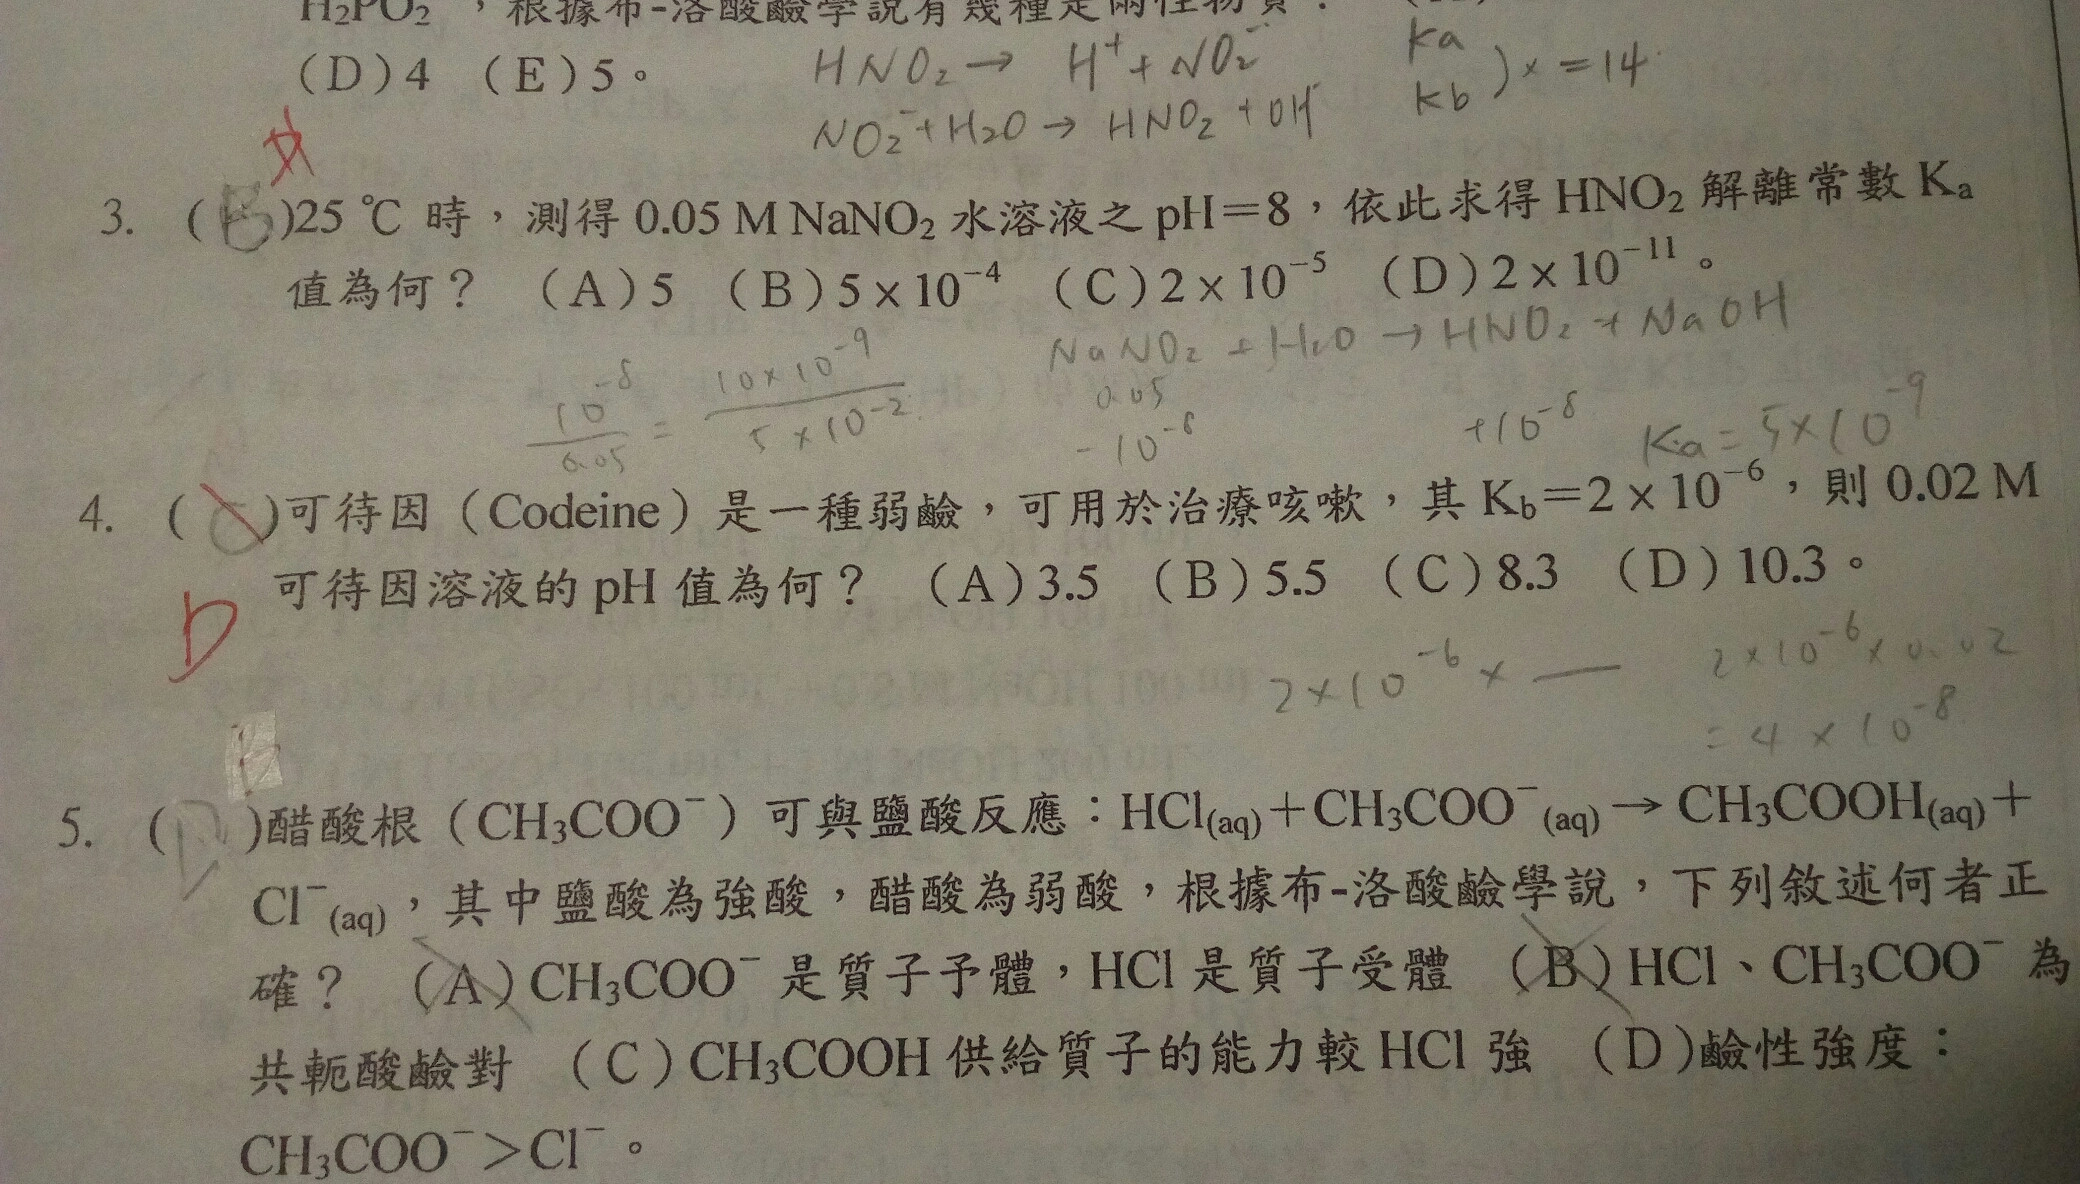 H₂PO₂⁻，根據布-洛酸鹼學說有幾種是兩性物質？
(D)4 (E)5。
HNO₂ → H⁺ + NO₂⁻
NO₂⁻ + H₂O → HNO₂ + OH⁻
Ka
Kb ) × = 14
3. (B)25 ℃ 時，測得 0.05 M NaNO₂ 水溶液之 pH＝8，依此求得 HNO₂ 解離常數 Kₐ
值為何？ (A)5 (B)5×10⁻⁴ (C)2×10⁻⁵ (D)2×10⁻¹¹。
NaNO₂ + H₂O → HNO₂ + NaOH
0.05
-10⁻⁸ +10⁻⁸
10⁻⁸/0.05 = 10×10⁻⁹/5×10⁻²
Ka = 5×10⁻⁹
4. (C)可待因（Codeine）是一種弱鹼，可用於治療咳嗽，其 K_b＝2×10⁻⁶，則 0.02 M
可待因溶液的 pH 值為何？ (A)3.5 (B)5.5 (C)8.3 (D)10.3。
D
2×10⁻⁶ × —
2×10⁻⁶×0.02
= 4×10⁻⁸
5. (D)醋酸根（CH₃COO⁻）可與鹽酸反應：HCl(aq)＋CH₃COO⁻(aq)→CH₃COOH(aq)＋
Cl⁻(aq)，其中鹽酸為強酸，醋酸為弱酸，根據布-洛酸鹼學說，下列敘述何者正
確？ (A)CH₃COO⁻ 是質子予體，HCl 是質子受體 (B)HCl、CH₃COO⁻ 為
共軛酸鹼對 (C)CH₃COOH 供給質子的能力較 HCl 強 (D)鹼性強度：
CH₃COO⁻＞Cl⁻。